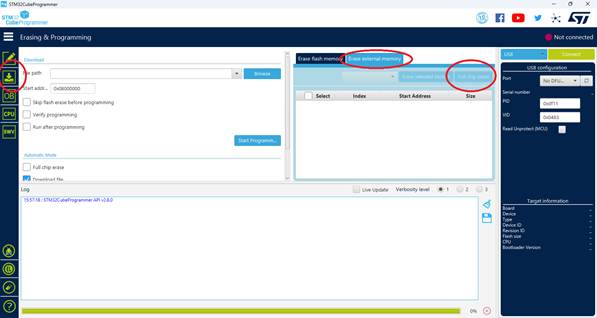 STM32CubeProgrammer
STM32
CubeProgrammer
Erasing & Programming
Not connected
Download
File path
Browse
Start addr...
0x08000000
Skip flash erase before programming
Verify programming
Run after programming
Start Programm...
Automatic Mode
Full chip erase
Download file
Erase flash memory
Erase external memory
Erase selected
Full chip erase
Select
Index
Start Address
Size
Log
Live Update
Verbosity level
1
2
3
15:57:18 : STM32CubeProgrammer API v2.8.0
0%
OB
CPU
EMV
USB
Connect
USB configuration
Port
No DFU...
Serial number
PID
0xdf11
VID
0x0483
Read Unprotect (MCU)
Target information
Board
Device
Type
Device ID
Revision ID
Flash size
CPU
Bootloader Version